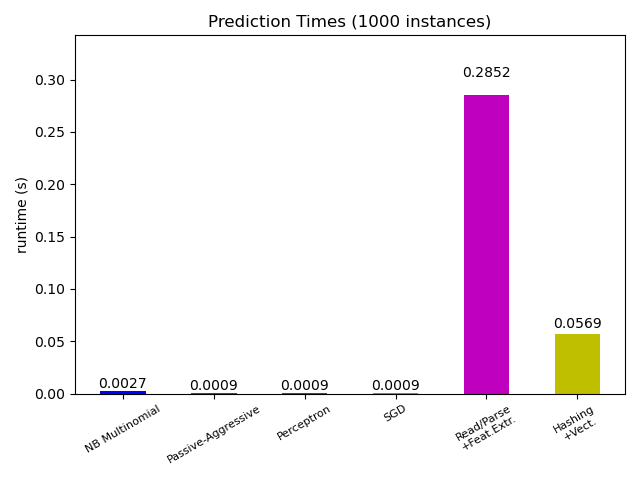 Prediction Times (1000 instances)
runtime (s)
0.30
0.25
0.20
0.15
0.10
0.05
0.00
0.0027
0.0009
0.0009
0.0009
0.2852
0.0569
NB Multinomial
Passive-Aggressive
Perceptron
SGD
Read/Parse
+Feat.Extr.
Hashing
+Vect.